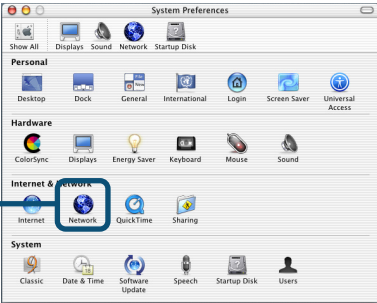 System Preferences
Show All Displays Sound Network Startup Disk
Personal
Desktop Dock General International Login Screen Saver Universal Access
Hardware
ColorSync Displays Energy Saver Keyboard Mouse Sound
Internet & Network
Internet Network QuickTime Sharing
System
Classic Date & Time Software Update Speech Startup Disk Users